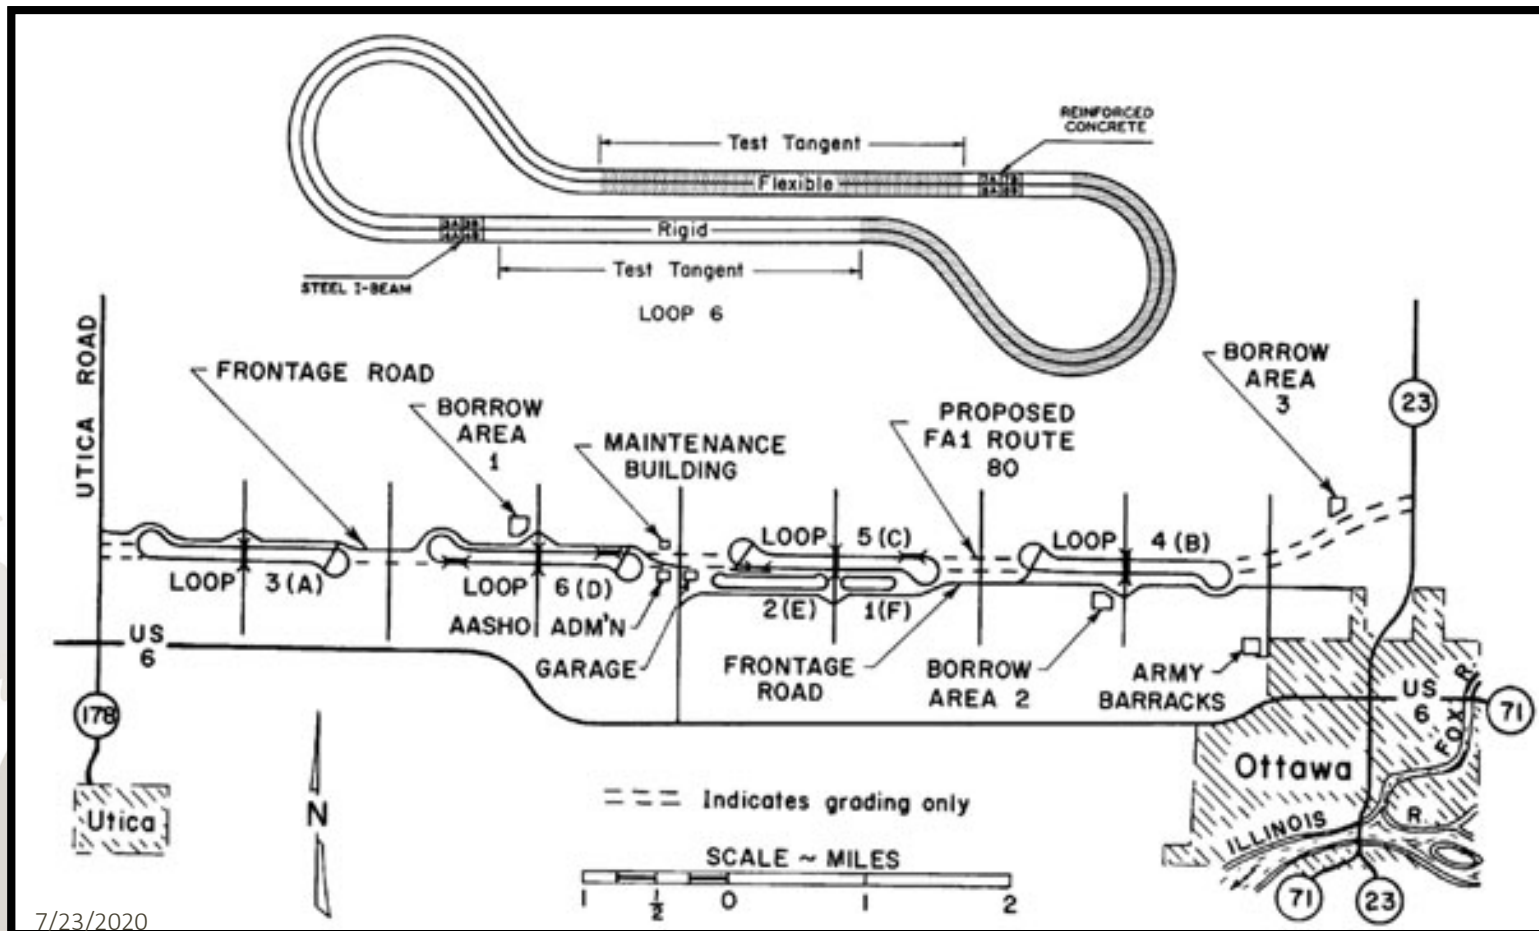 REINFORCED
CONCRETE
Test Tangent
Flexible
Rigid
Test Tangent
STEEL I-BEAM
LOOP 6
UTICA ROAD
FRONTAGE ROAD
BORROW
AREA
1
MAINTENANCE
BUILDING
PROPOSED
FA1 ROUTE
80
BORROW
AREA
3
23
LOOP 3 (A)
LOOP 6 (D)
LOOP 5 (C)
LOOP 4 (B)
2 (E)
1 (F)
AASHO ADM'N
GARAGE
FRONTAGE
ROAD
BORROW
AREA 2
ARMY
BARRACKS
US
6
178
Utica
N
US
6
FOX R.
71
Ottawa
ILLINOIS R.
71
23
Indicates grading only
SCALE ~ MILES
1 1/2 0 1 2
7/23/2020